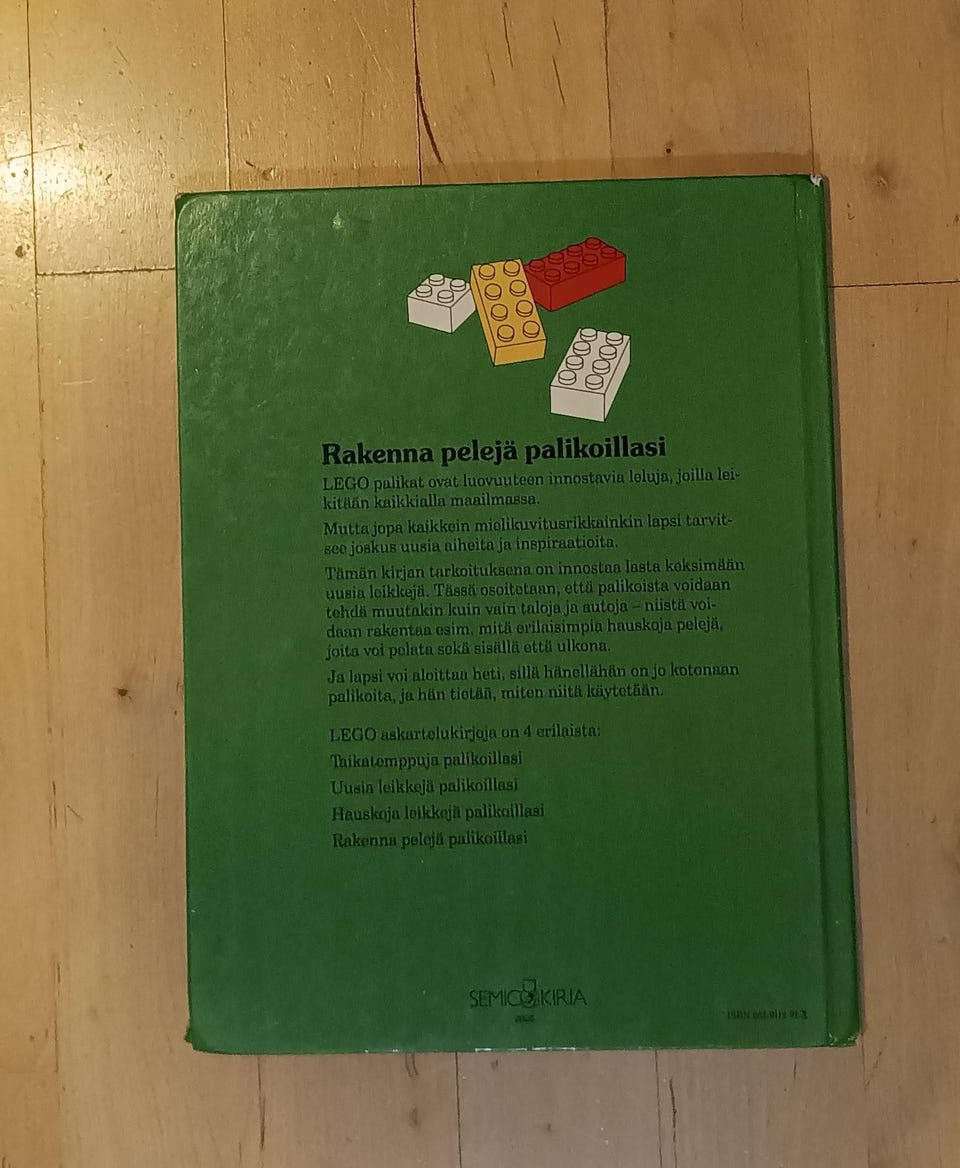 Rakenna pelejä palikoillasi
LEGO palikat ovat luovuuteen innostavia leluja, joilla lei-
kitään kaikkialla maailmassa.
Mutta jopa kaikkein mielikuvitusrikkainkin lapsi tarvit-
see joskus uusia aiheita ja inspiraatioita.
Tämän kirjan tarkoituksena on innostaa lasta keksimään
uusia leikkejä. Tässä osoitetaan, että palikoista voidaan
tehdä muutakin kuin vain taloja ja autoja – niistä voi-
daan rakentaa esim. mitä erilaisimpia hauskoja pelejä,
joita voi pelata sekä sisällä että ulkona.
Ja lapsi voi aloittaa heti, sillä hänellähän on jo kotonaan
palikoita, ja hän tietää, miten niitä käytetään.
LEGO askartelukirjoja on 4 erilaista:
Taikatemppuja palikoillasi
Uusia leikkejä palikoillasi
Hauskoja leikkejä palikoillasi
Rakenna pelejä palikoillasi
SEMIC KIRJA
ISBN